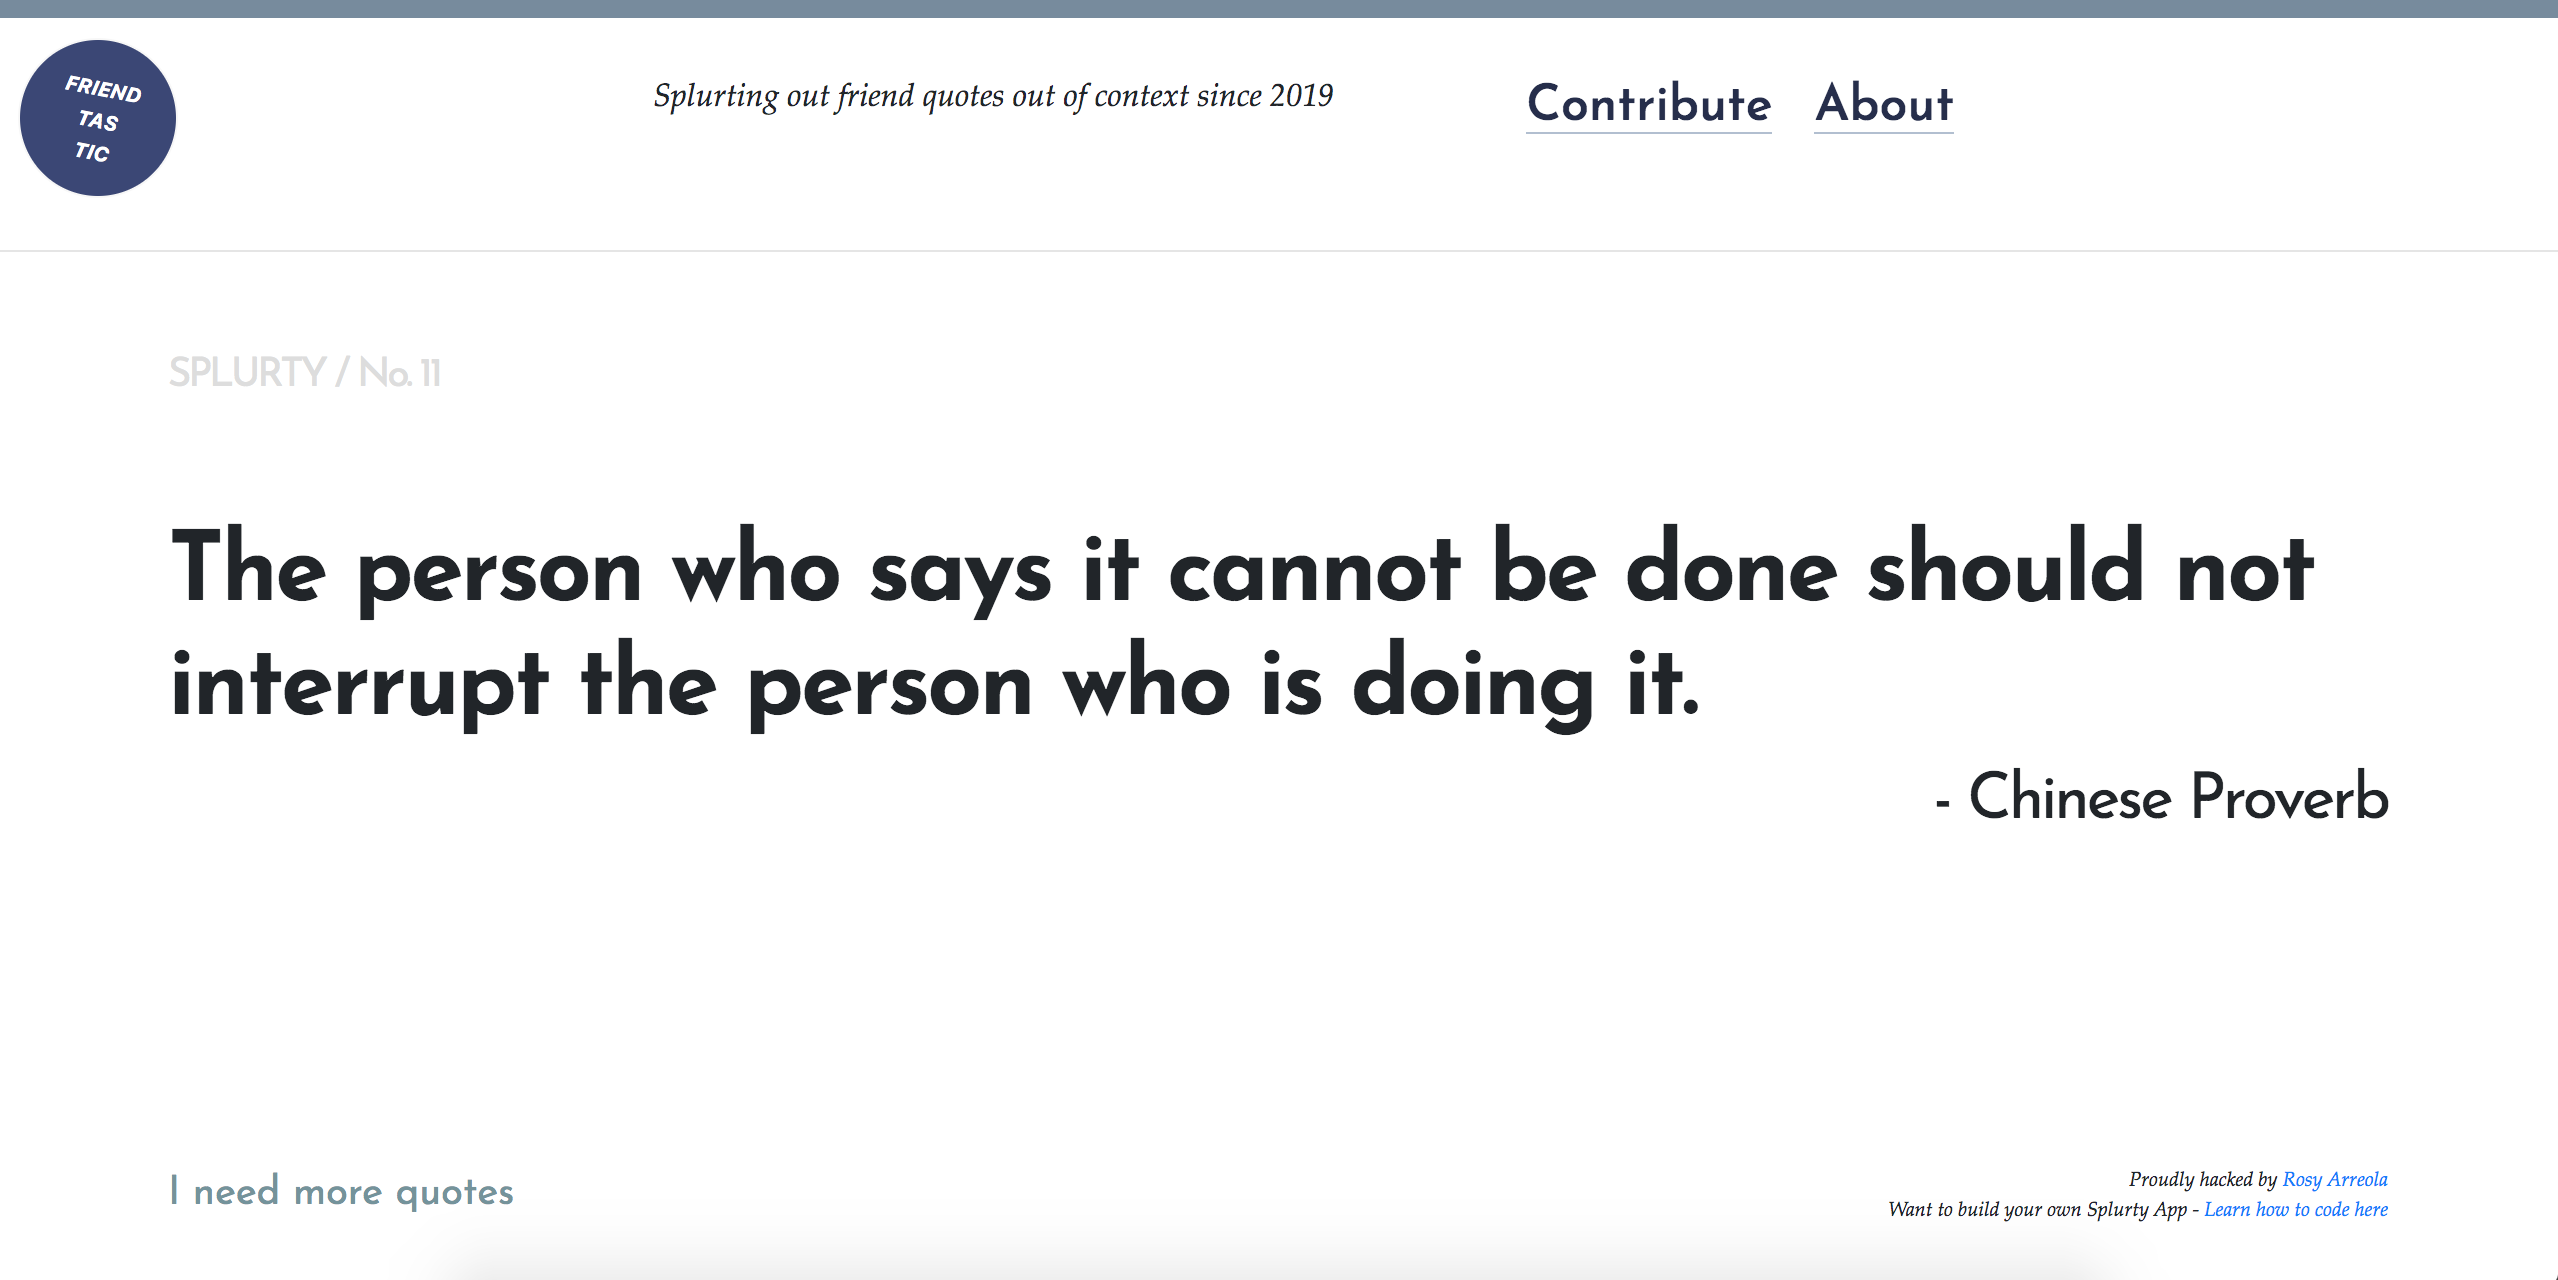 FRIEND
TAS
TIC
Splurting out friend quotes out of context since 2019
Contribute About
SPLURTY / No. 11
The person who says it cannot be done should not
interrupt the person who is doing it.
- Chinese Proverb
I need more quotes
Proudly hacked by Rosy Arreola
Want to build your own Splurty App - Learn how to code here